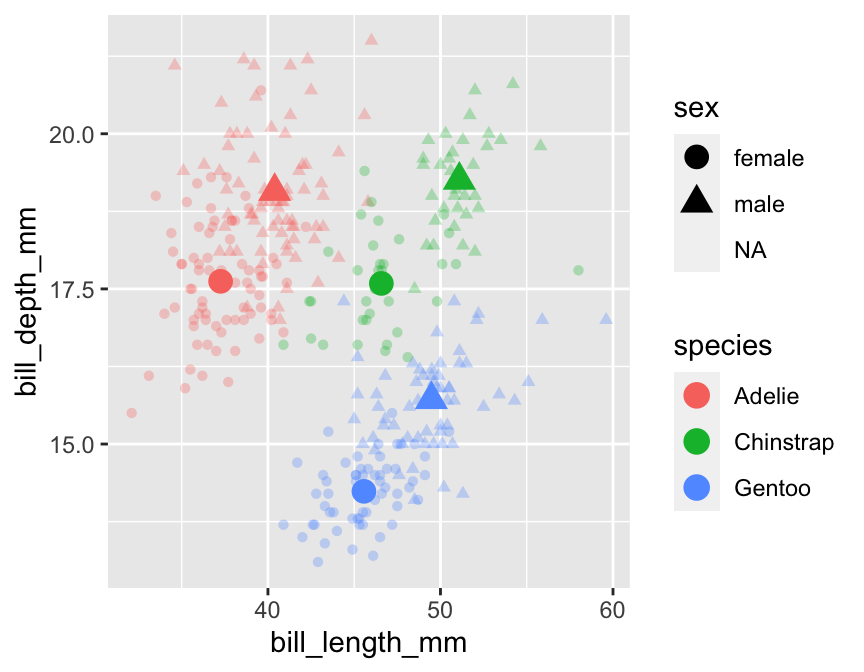 20.0
17.5
15.0
bill_depth_mm
40
50
60
bill_length_mm
sex
female
male
NA
species
Adelie
Chinstrap
Gentoo